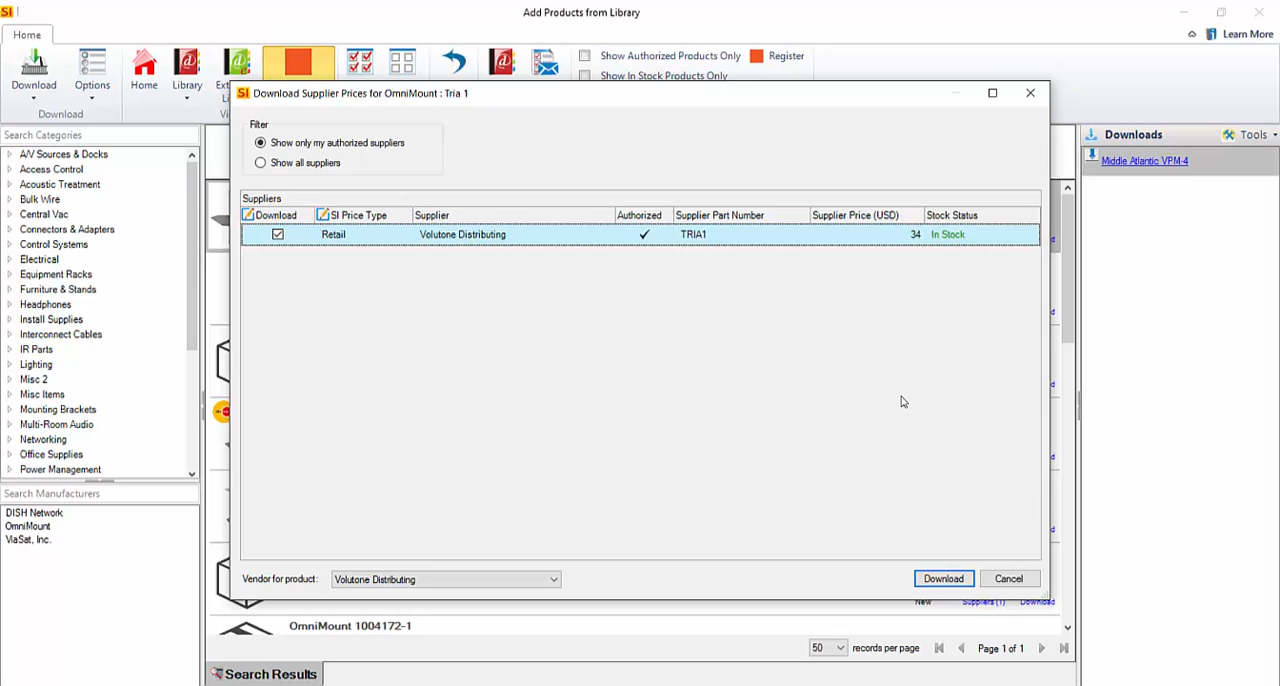 SI
Add Products from Library
Home
Learn More
Download
Options
Home
Library
Show Authorized Products Only
Register
Show In Stock Products Only
Download
Search Categories
A/V Sources & Docks
Access Control
Acoustic Treatment
Bulk Wire
Central Vac
Connectors & Adapters
Control Systems
Electrical
Equipment Racks
Furniture & Stands
Headphones
Install Supplies
Interconnect Cables
IR Parts
Lighting
Misc 2
Misc Items
Mounting Brackets
Multi-Room Audio
Networking
Office Supplies
Power Management
Search Manufacturers
DISH Network
OmniMount
ViaSat, Inc.
SI Download Supplier Prices for OmniMount : Tria 1
Filter
Show only my authorized suppliers
Show all suppliers
Suppliers
Download SI Price Type Supplier Authorized Supplier Part Number Supplier Price (USD) Stock Status
Retail Volutone Distributing TRIA1 34 In Stock
Vendor for product: Volutone Distributing
Download Cancel
New Suppliers (1) Download
OmniMount 1004172-1
50 records per page Page 1 of 1
Search Results
Downloads Tools
Middle Atlantic VPM-4